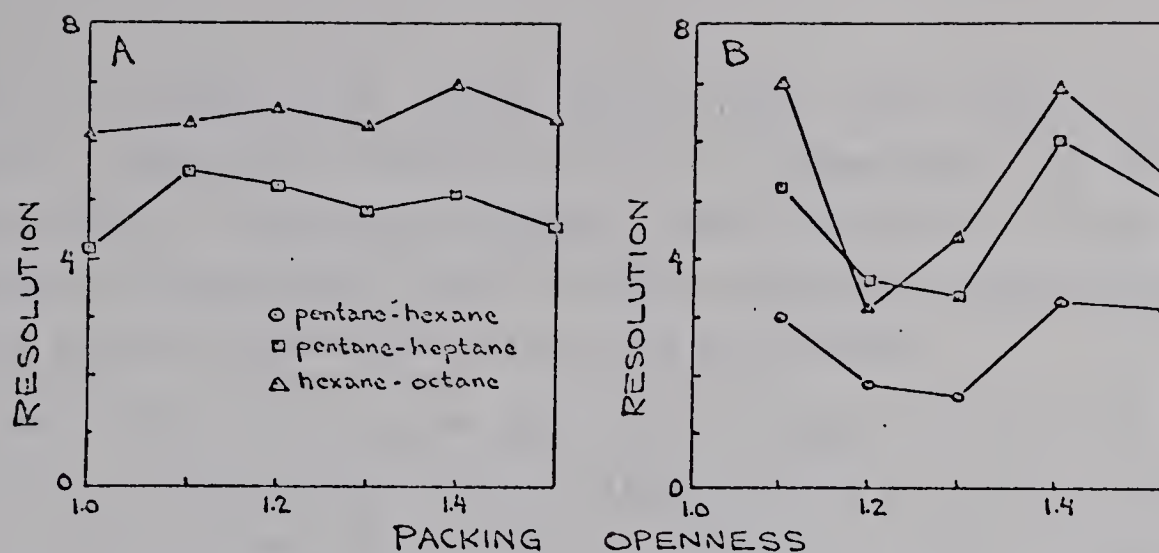 A
8
4
0
RESOLUTION
pentane-hexane
pentane-heptane
hexane-octane
1.0
1.2
1.4
B
8
4
0
RESOLUTION
1.0
1.2
1.4
PACKING OPENNESS